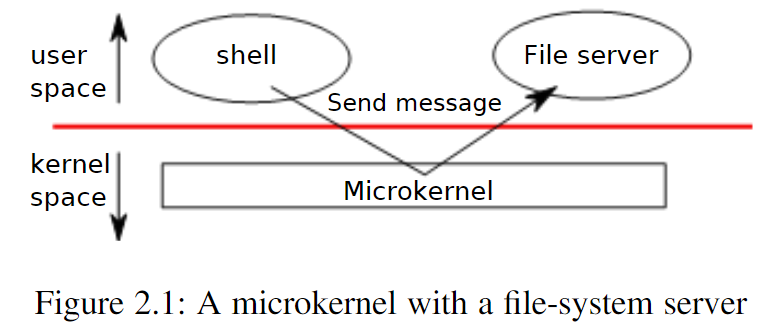 user
space
shell
File server
Send message
kernel
space
Microkernel
Figure 2.1: A microkernel with a file-system server